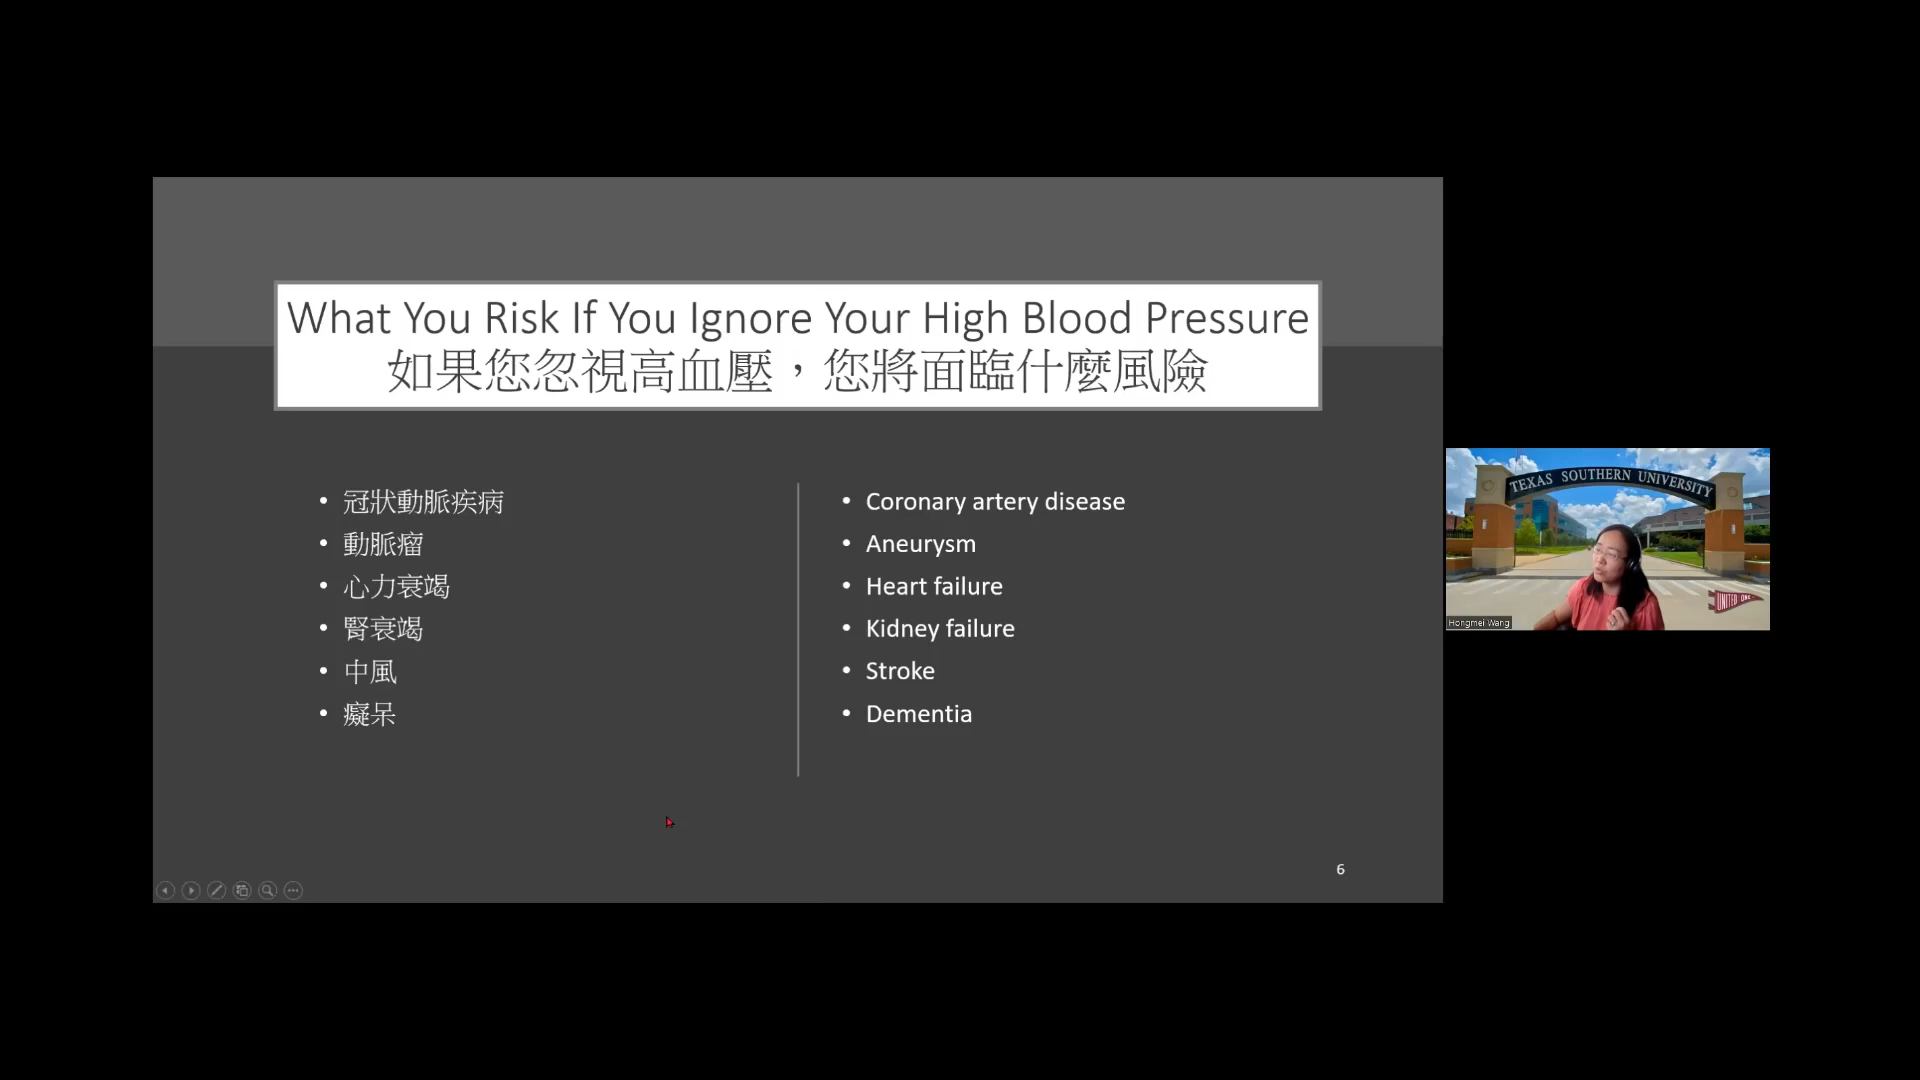 What You Risk If You Ignore Your High Blood Pressure
如果您忽視高血壓，您將面臨什麼風險
• 冠狀動脈疾病
• 動脈瘤
• 心力衰竭
• 腎衰竭
• 中風
• 癡呆
• Coronary artery disease
• Aneurysm
• Heart failure
• Kidney failure
• Stroke
• Dementia
6
TEXAS SOUTHERN UNIVERSITY
UNITED ONE
Hongmei Wang